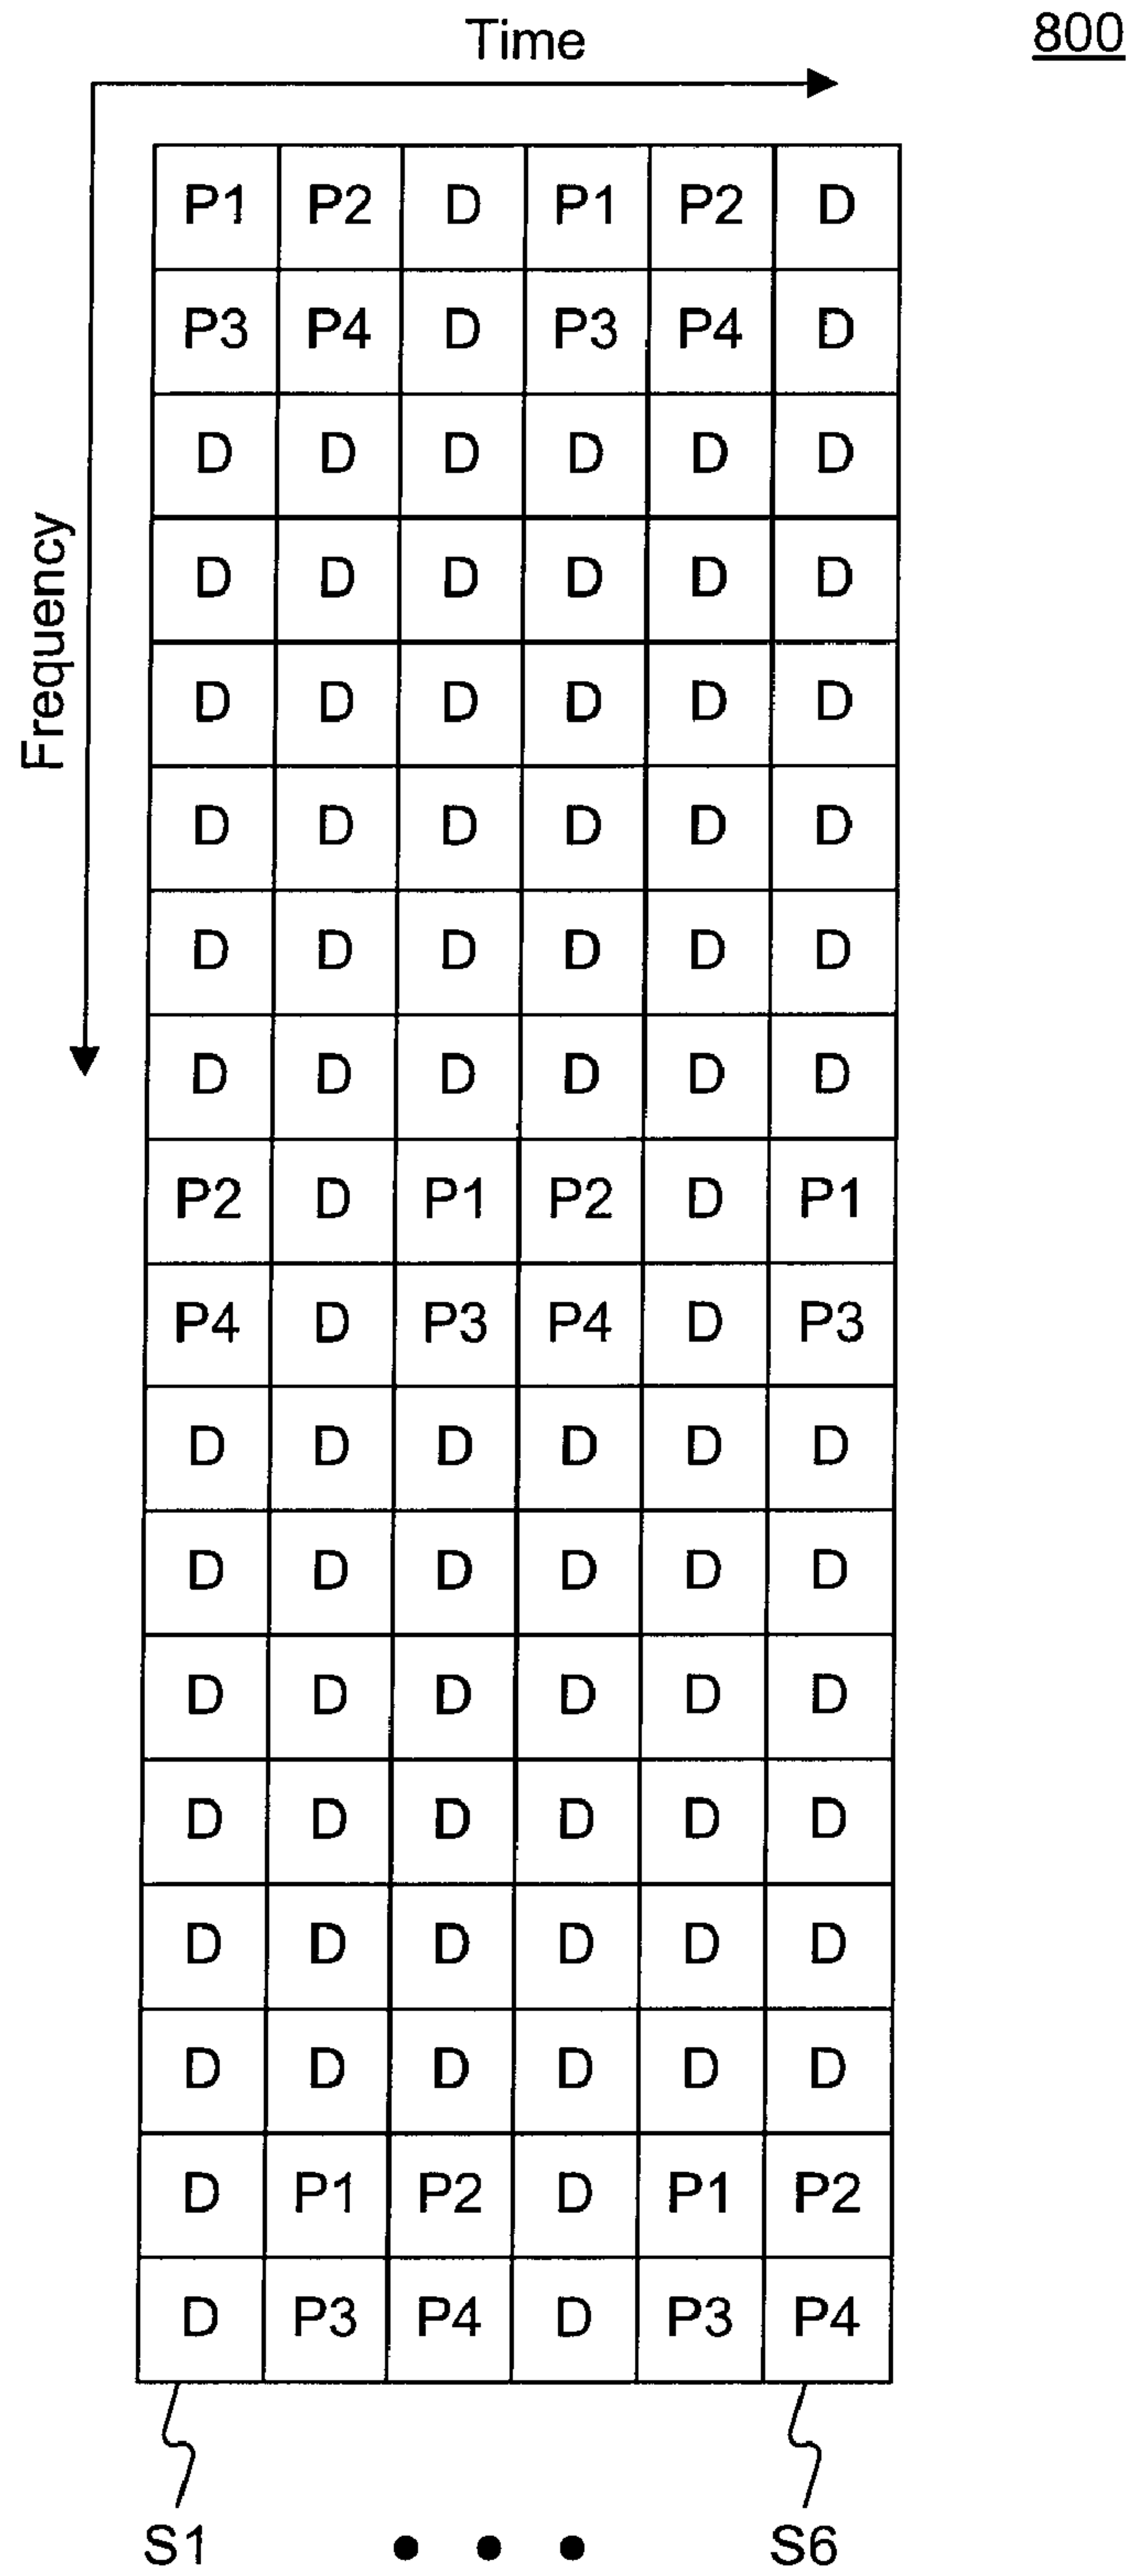 Time
800
Frequency
P1 P2 D P1 P2 D
P3 P4 D P3 P4 D
D D D D D D
D D D D D D
D D D D D D
D D D D D D
D D D D D D
D D D D D D
P2 D P1 P2 D P1
P4 D P3 P4 D P3
D D D D D D
D D D D D D
D D D D D D
D D D D D D
D D D D D D
D D D D D D
D P1 P2 D P1 P2
D P3 P4 D P3 P4
S1 • • • S6